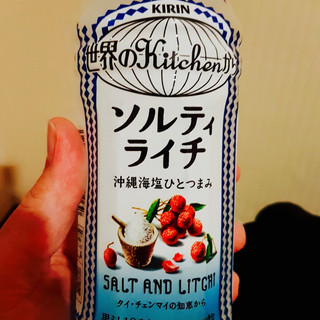 KIRIN
世界のKitchenか
ソルティ
ライチ
沖縄海塩ひとつまみ
SALT AND LITCHI
タイ・チェンマイの知恵から